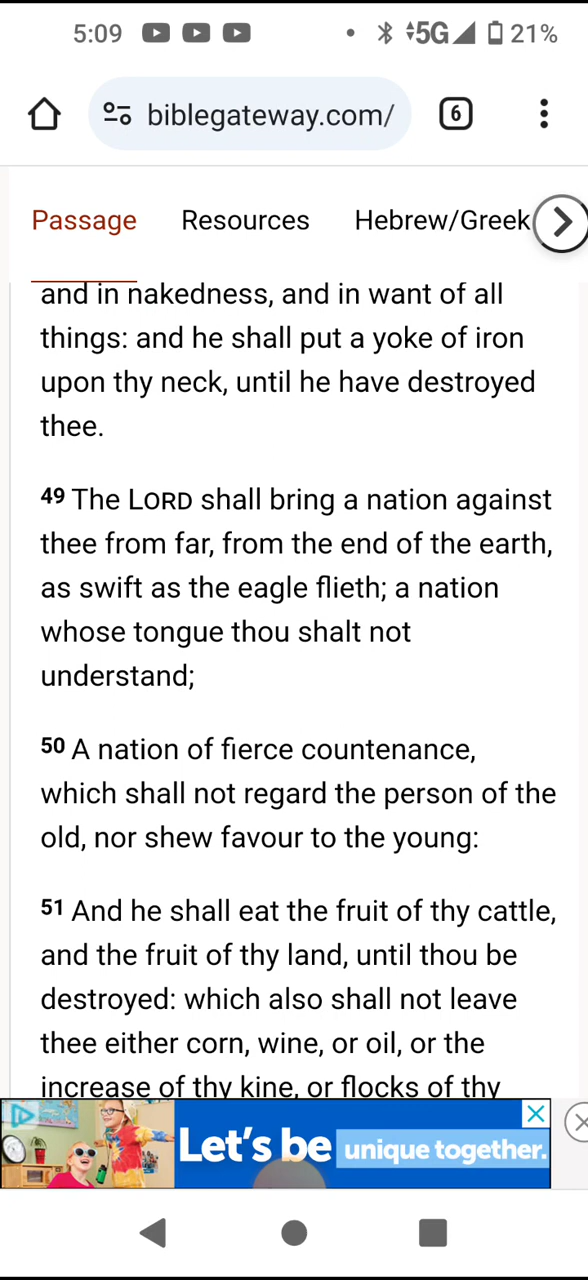 5:09 5G 21%
biblegateway.com/ 6
Passage Resources Hebrew/Greek
and in nakedness, and in want of all
things: and he shall put a yoke of iron
upon thy neck, until he have destroyed
thee.
49 The LORD shall bring a nation against
thee from far, from the end of the earth,
as swift as the eagle flieth; a nation
whose tongue thou shalt not
understand;
50 A nation of fierce countenance,
which shall not regard the person of the
old, nor shew favour to the young:
51 And he shall eat the fruit of thy cattle,
and the fruit of thy land, until thou be
destroyed: which also shall not leave
thee either corn, wine, or oil, or the
increase of thy kine, or flocks of thy
Let's be unique together.